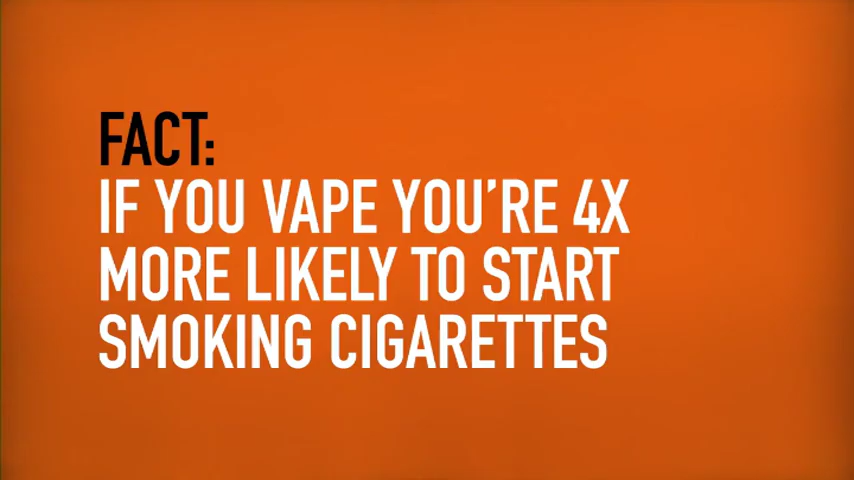 FACT:
IF YOU VAPE YOU'RE 4X
MORE LIKELY TO START
SMOKING CIGARETTES